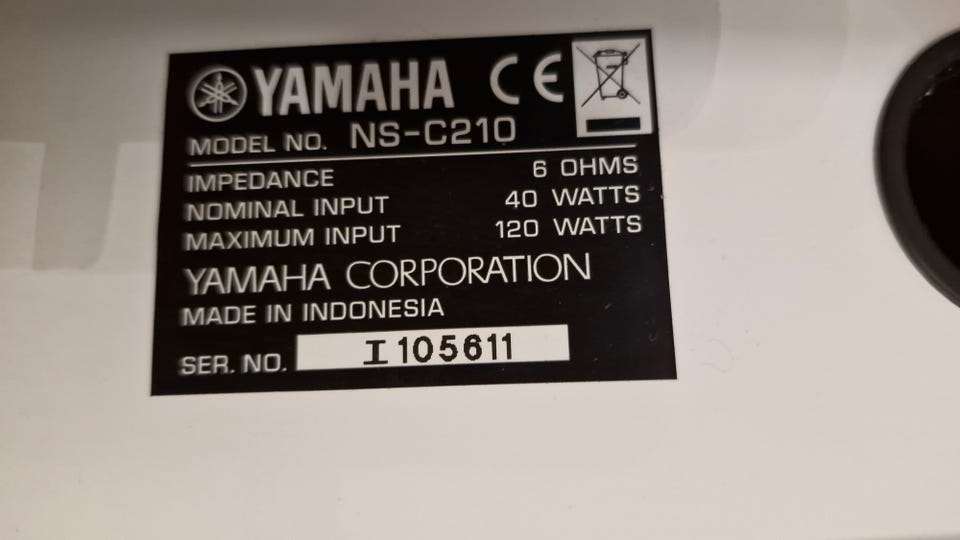 YAMAHA CE
MODEL NO. NS-C210
IMPEDANCE 6 OHMS
NOMINAL INPUT 40 WATTS
MAXIMUM INPUT 120 WATTS
YAMAHA CORPORATION
MADE IN INDONESIA
SER. NO. I105611